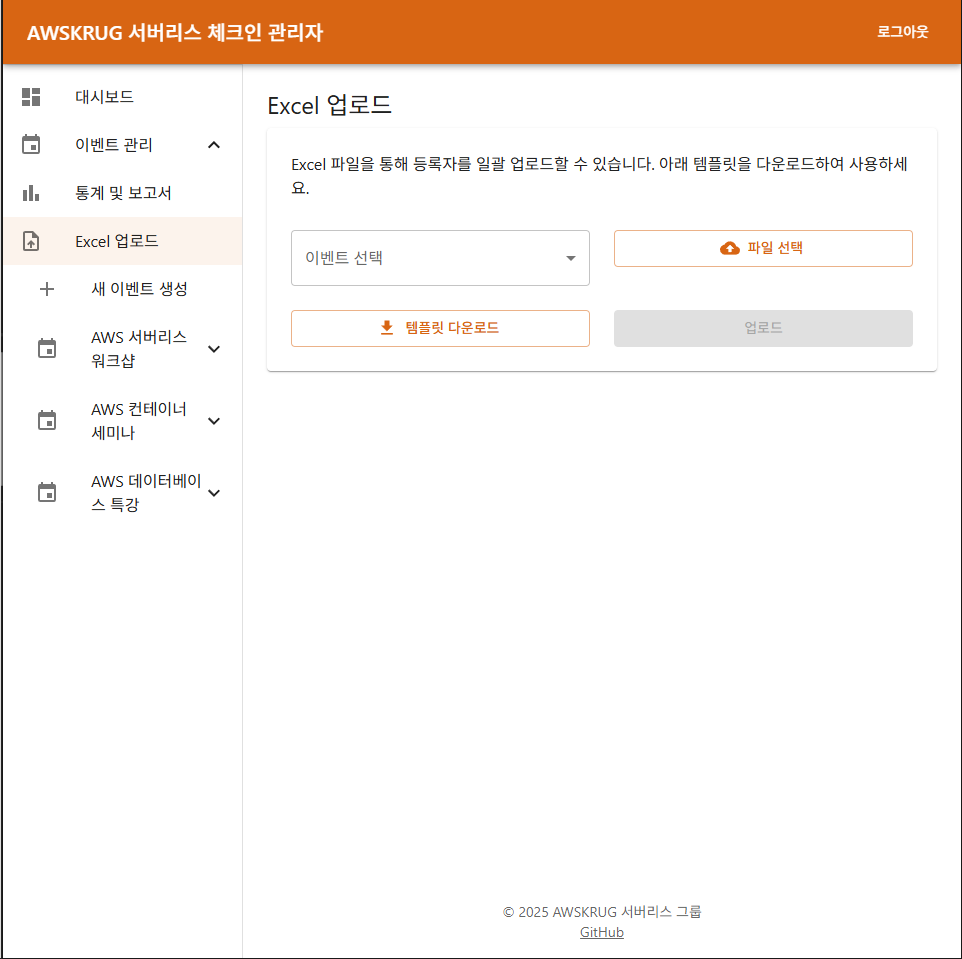 AWSKRUG 서버리스 체크인 관리자
로그아웃
대시보드
이벤트 관리
통계 및 보고서
Excel 업로드
새 이벤트 생성
AWS 서버리스
워크샵
AWS 컨테이너
세미나
AWS 데이터베이
스 특강
Excel 업로드
Excel 파일을 통해 등록자를 일괄 업로드할 수 있습니다. 아래 템플릿을 다운로드하여 사용하세
요.
이벤트 선택
파일 선택
템플릿 다운로드
업로드
© 2025 AWSKRUG 서버리스 그룹
GitHub